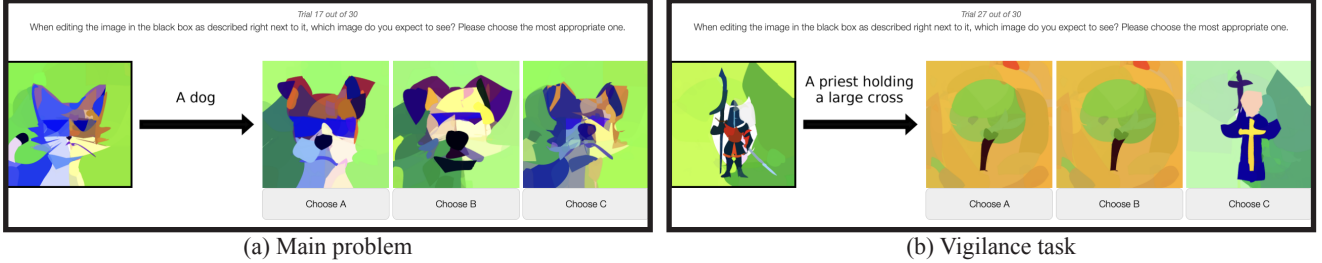 Trial 17 out of 30
When editing the image in the black box as described right next to it, which image do you expect to see? Please choose the most appropriate one.
A dog
Choose A
Choose B
Choose C
(a) Main problem
Trial 27 out of 30
When editing the image in the black box as described right next to it, which image do you expect to see? Please choose the most appropriate one.
A priest holding
a large cross
Choose A
Choose B
Choose C
(b) Vigilance task